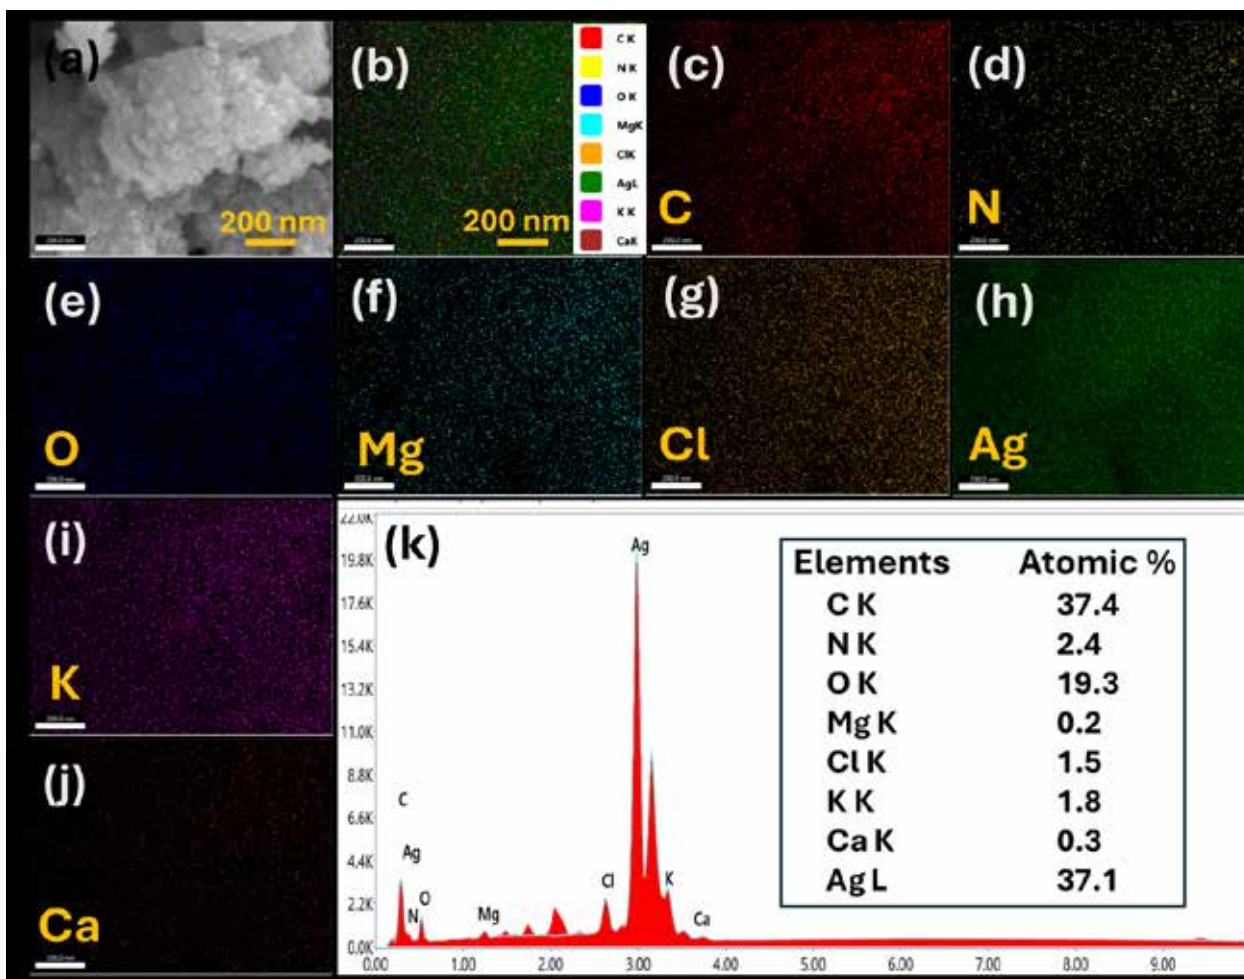 (a)
200 nm
(b)
200 nm
C K
N K
O K
MgK
ClK
AgL
K K
CaK
(c)
C
(d)
N
(e)
O
(f)
Mg
(g)
Cl
(h)
Ag
(i)
K
(j)
Ca
(k)
22.0K
19.8K
17.6K
15.4K
13.2K
11.0K
8.8K
6.6K
4.4K
2.2K
0.0K
C
Ag
N
O
Mg
Cl
Ag
K
Ca
0.00 1.00 2.00 3.00 4.00 5.00 6.00 7.00 8.00 9.00
Elements Atomic %
C K 37.4
N K 2.4
O K 19.3
Mg K 0.2
Cl K 1.5
K K 1.8
Ca K 0.3
Ag L 37.1